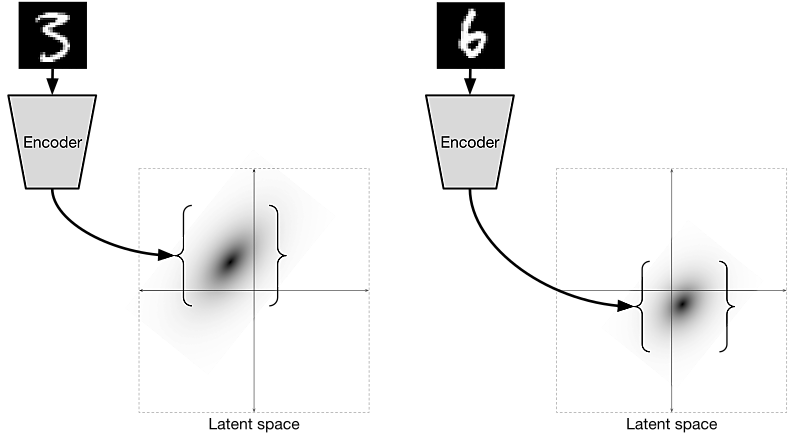 3
6
Encoder
Encoder
Latent space
Latent space